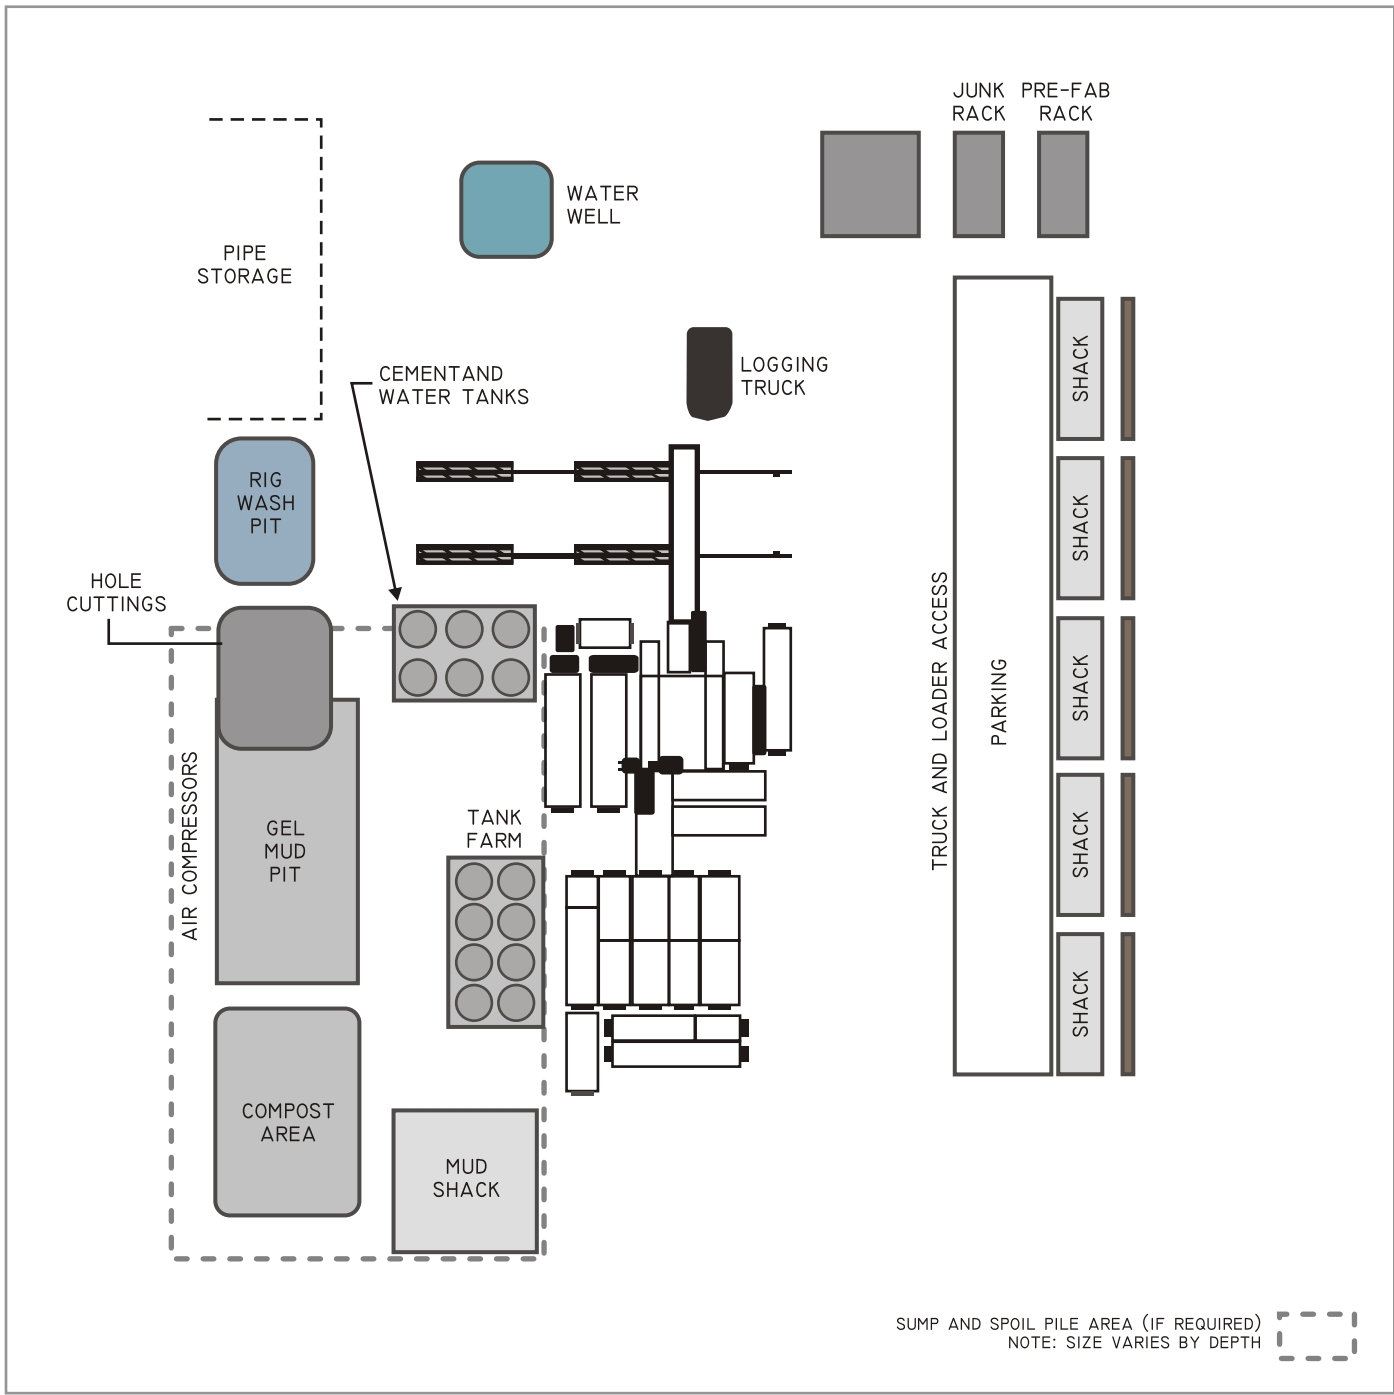 JUNK
RACK
PRE-FAB
RACK
WATER
WELL
PIPE
STORAGE
LOGGING
TRUCK
CEMENTAND
WATER TANKS
RIG
WASH
PIT
HOLE
CUTTINGS
SHACK
SHACK
SHACK
SHACK
SHACK
TRUCK AND LOADER ACCESS
PARKING
AIR COMPRESSORS
GEL
MUD
PIT
TANK
FARM
COMPOST
AREA
MUD
SHACK
SUMP AND SPOIL PILE AREA (IF REQUIRED)
NOTE: SIZE VARIES BY DEPTH